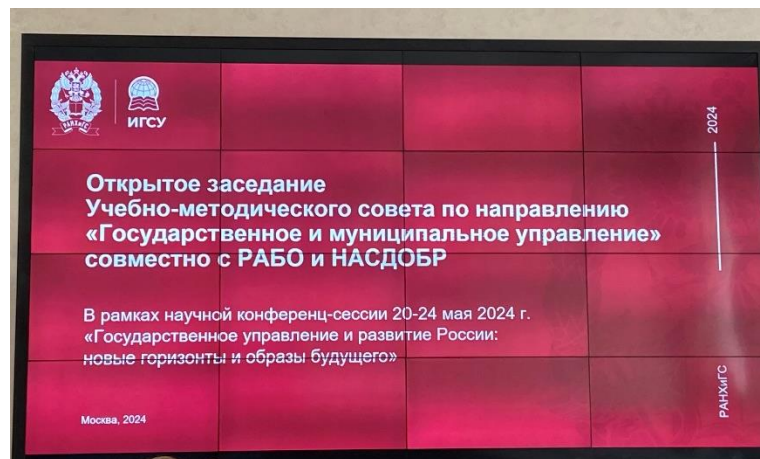 РАНХиГС
ИГСУ
2024
Открытое заседание
Учебно-методического совета по направлению
«Государственное и муниципальное управление»
совместно с РАБО и НАСДОБР
В рамках научной конференц-сессии 20-24 мая 2024 г.
«Государственное управление и развитие России:
новые горизонты и образы будущего»
Москва, 2024
РАНХиГС